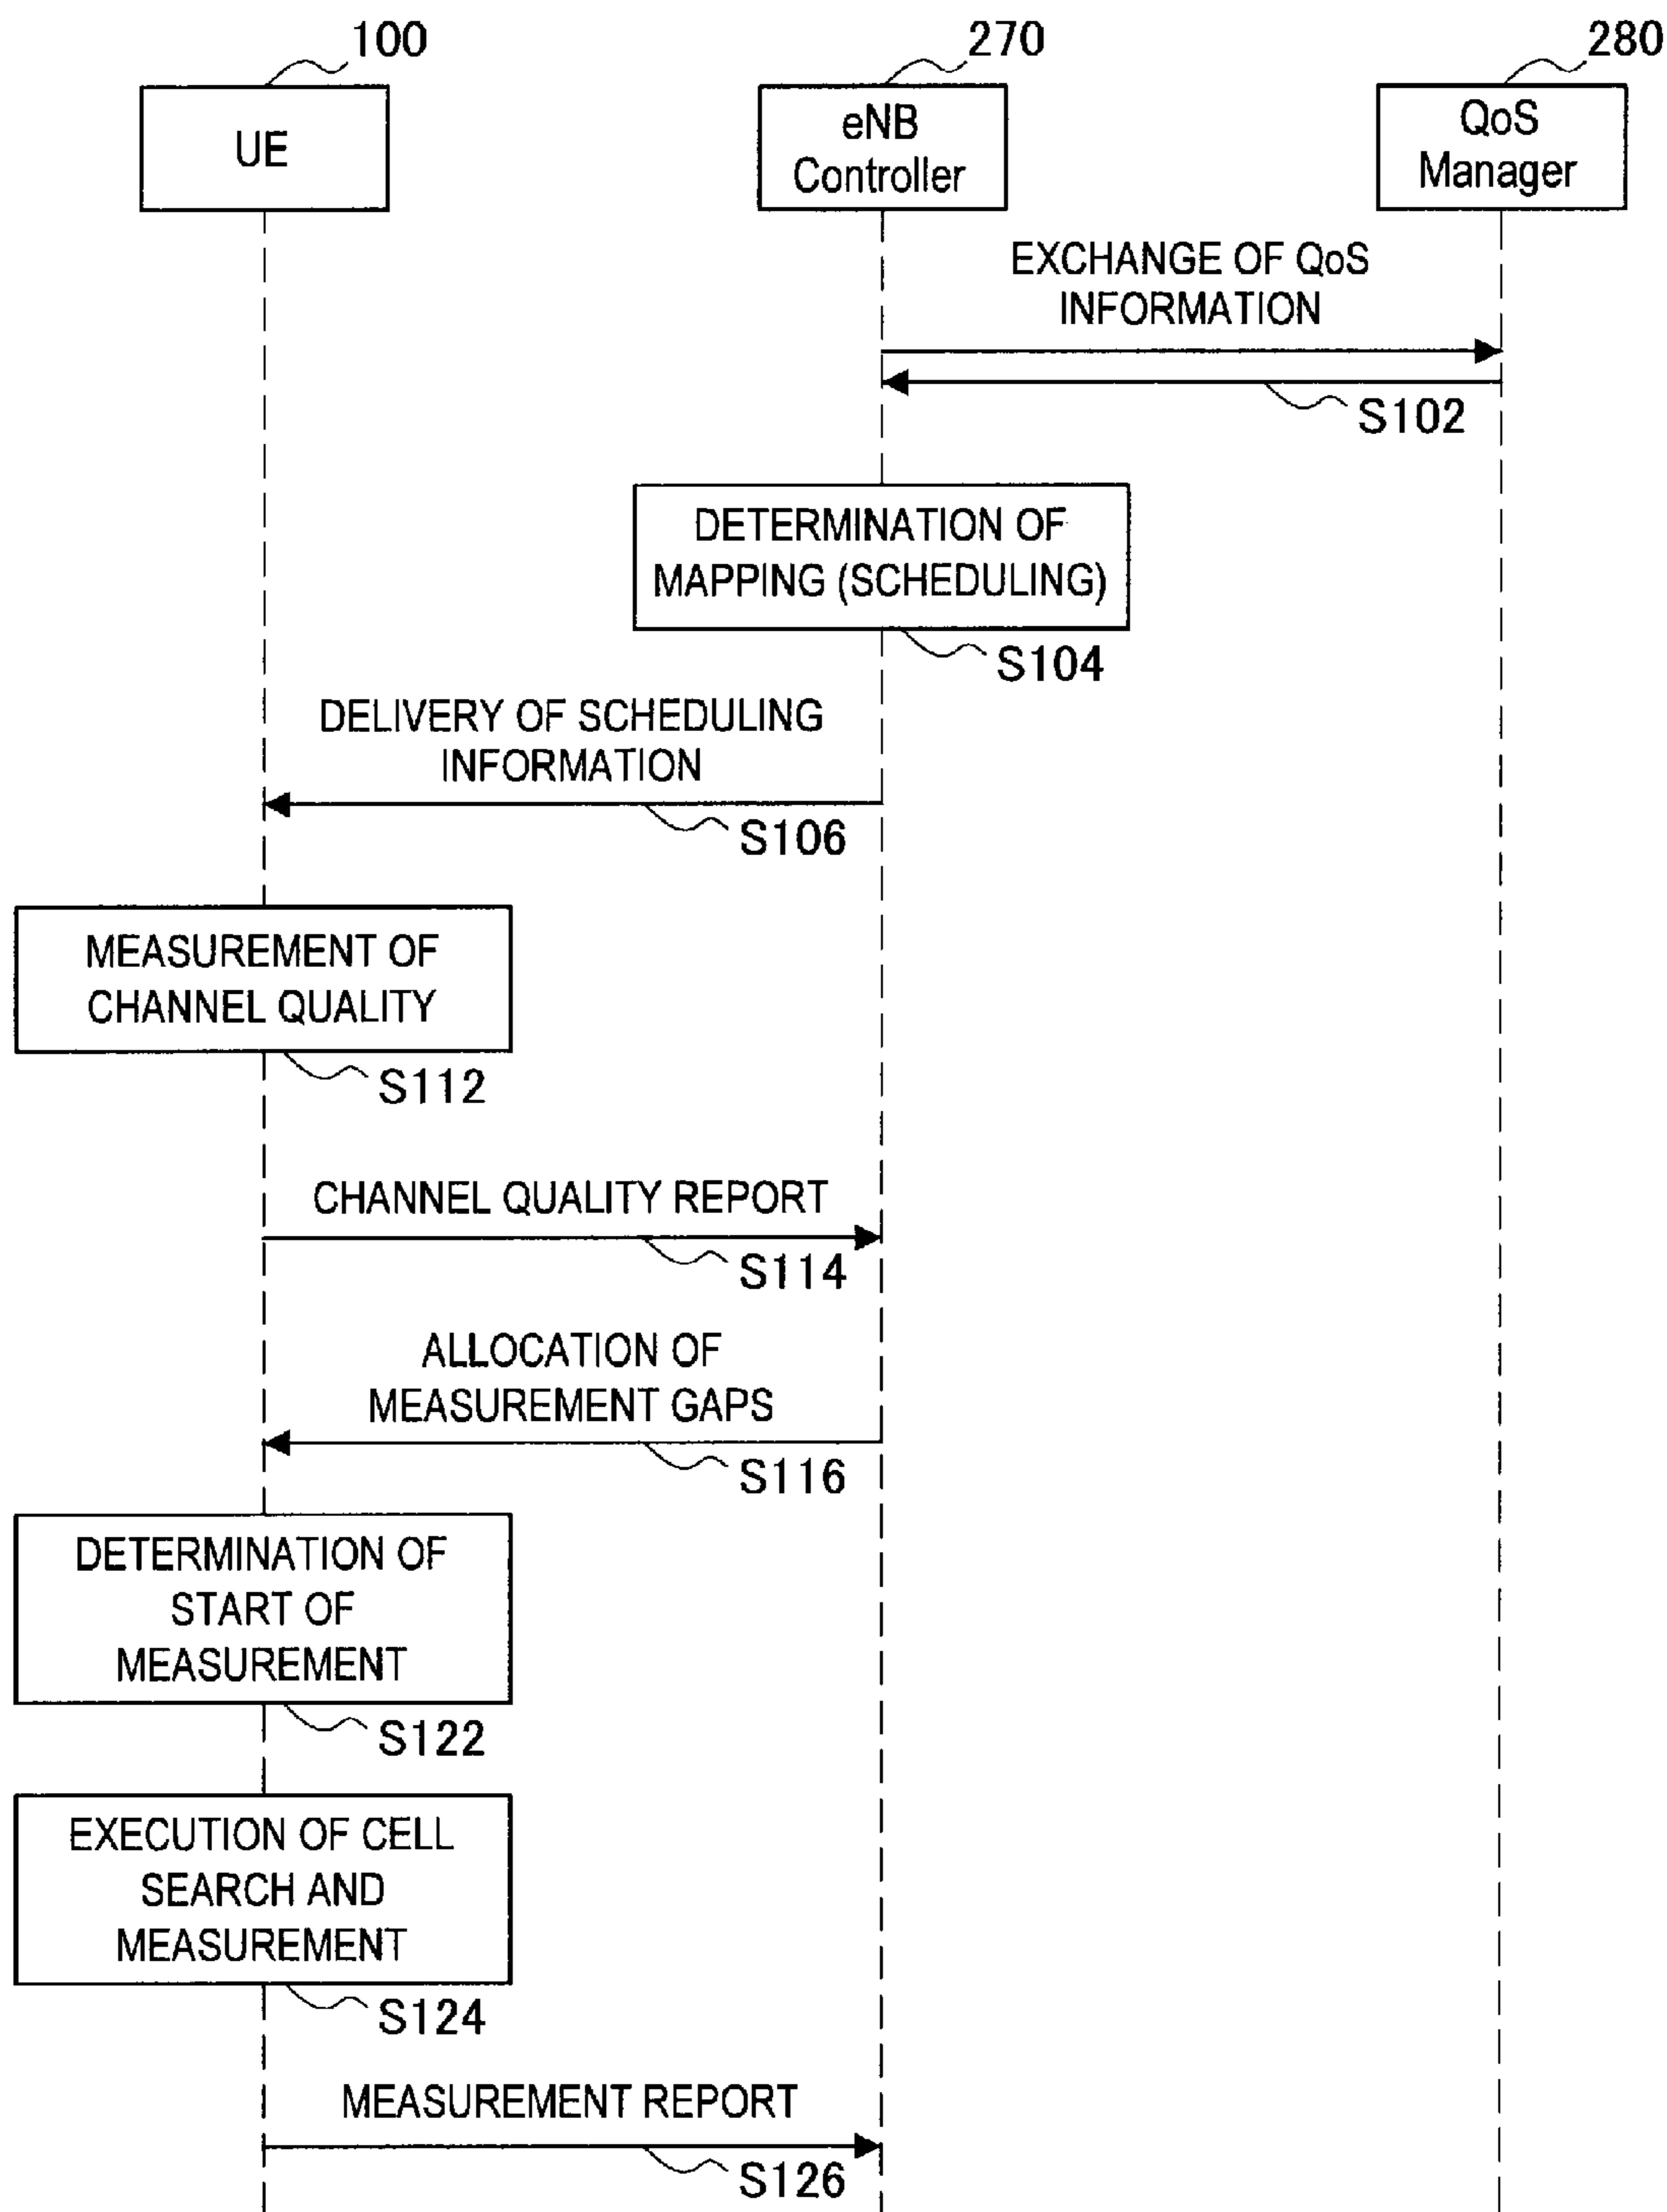 100
270
280
UE
eNB
Controller
QoS
Manager
EXCHANGE OF QoS
INFORMATION
S102
DETERMINATION OF
MAPPING (SCHEDULING)
S104
DELIVERY OF SCHEDULING
INFORMATION
S106
MEASUREMENT OF
CHANNEL QUALITY
S112
CHANNEL QUALITY REPORT
S114
ALLOCATION OF
MEASUREMENT GAPS
S116
DETERMINATION OF
START OF
MEASUREMENT
S122
EXECUTION OF CELL
SEARCH AND
MEASUREMENT
S124
MEASUREMENT REPORT
S126